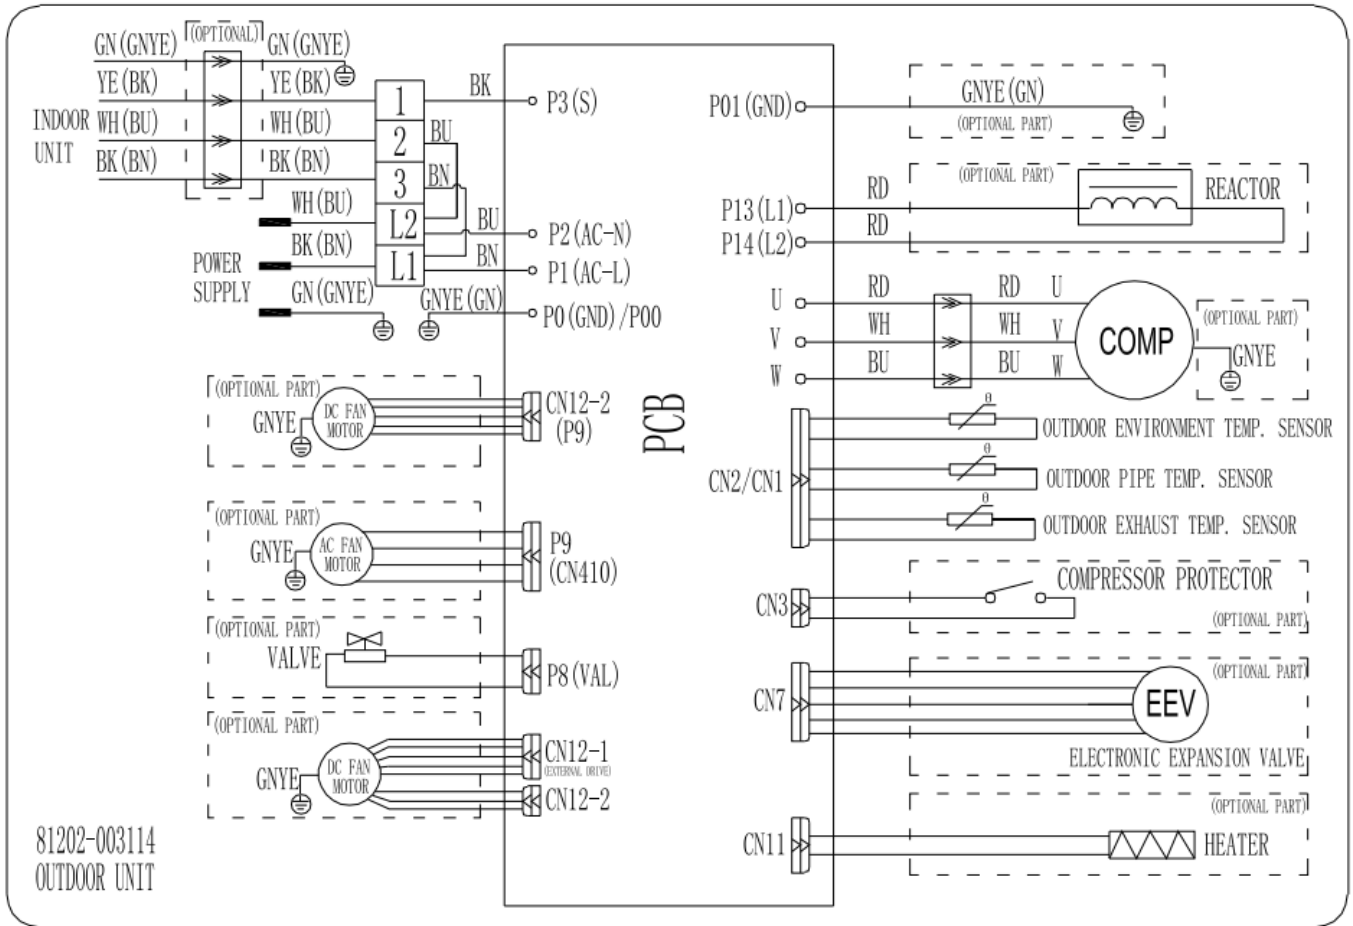 (OPTIONAL)
GN(GNYE)
GN(GNYE)
YE(BK)
YE(BK)
INDOOR
UNIT
WH(BU)
WH(BU)
BK(BN)
BK(BN)
1
2
3
L2
L1
BK
BU
BN
BU
BN
WH(BU)
BK(BN)
POWER
SUPPLY
GN(GNYE)
GNYE(GN)
P3(S)
P2(AC-N)
P1(AC-L)
P0(GND)/P00
(OPTIONAL PART)
GNYE
DC FAN
MOTOR
CN12-2
(P9)
(OPTIONAL PART)
GNYE
AC FAN
MOTOR
P9
(CN410)
(OPTIONAL PART)
VALVE
P8(VAL)
(OPTIONAL PART)
GNYE
DC FAN
MOTOR
CN12-1
(EXTERNAL DRIVE)
CN12-2
81202-003114
OUTDOOR UNIT
PCB
P01(GND)
GNYE(GN)
(OPTIONAL PART)
P13(L1)
P14(L2)
RD
RD
(OPTIONAL PART)
REACTOR
U
RD
RD
U
V
WH
WH
V
W
BU
BU
W
COMP
(OPTIONAL PART)
GNYE
CN2/CN1
θ
OUTDOOR ENVIRONMENT TEMP. SENSOR
θ
OUTDOOR PIPE TEMP. SENSOR
θ
OUTDOOR EXHAUST TEMP. SENSOR
CN3
COMPRESSOR PROTECTOR
(OPTIONAL PART)
CN7
(OPTIONAL PART)
EEV
ELECTRONIC EXPANSION VALVE
CN11
(OPTIONAL PART)
HEATER